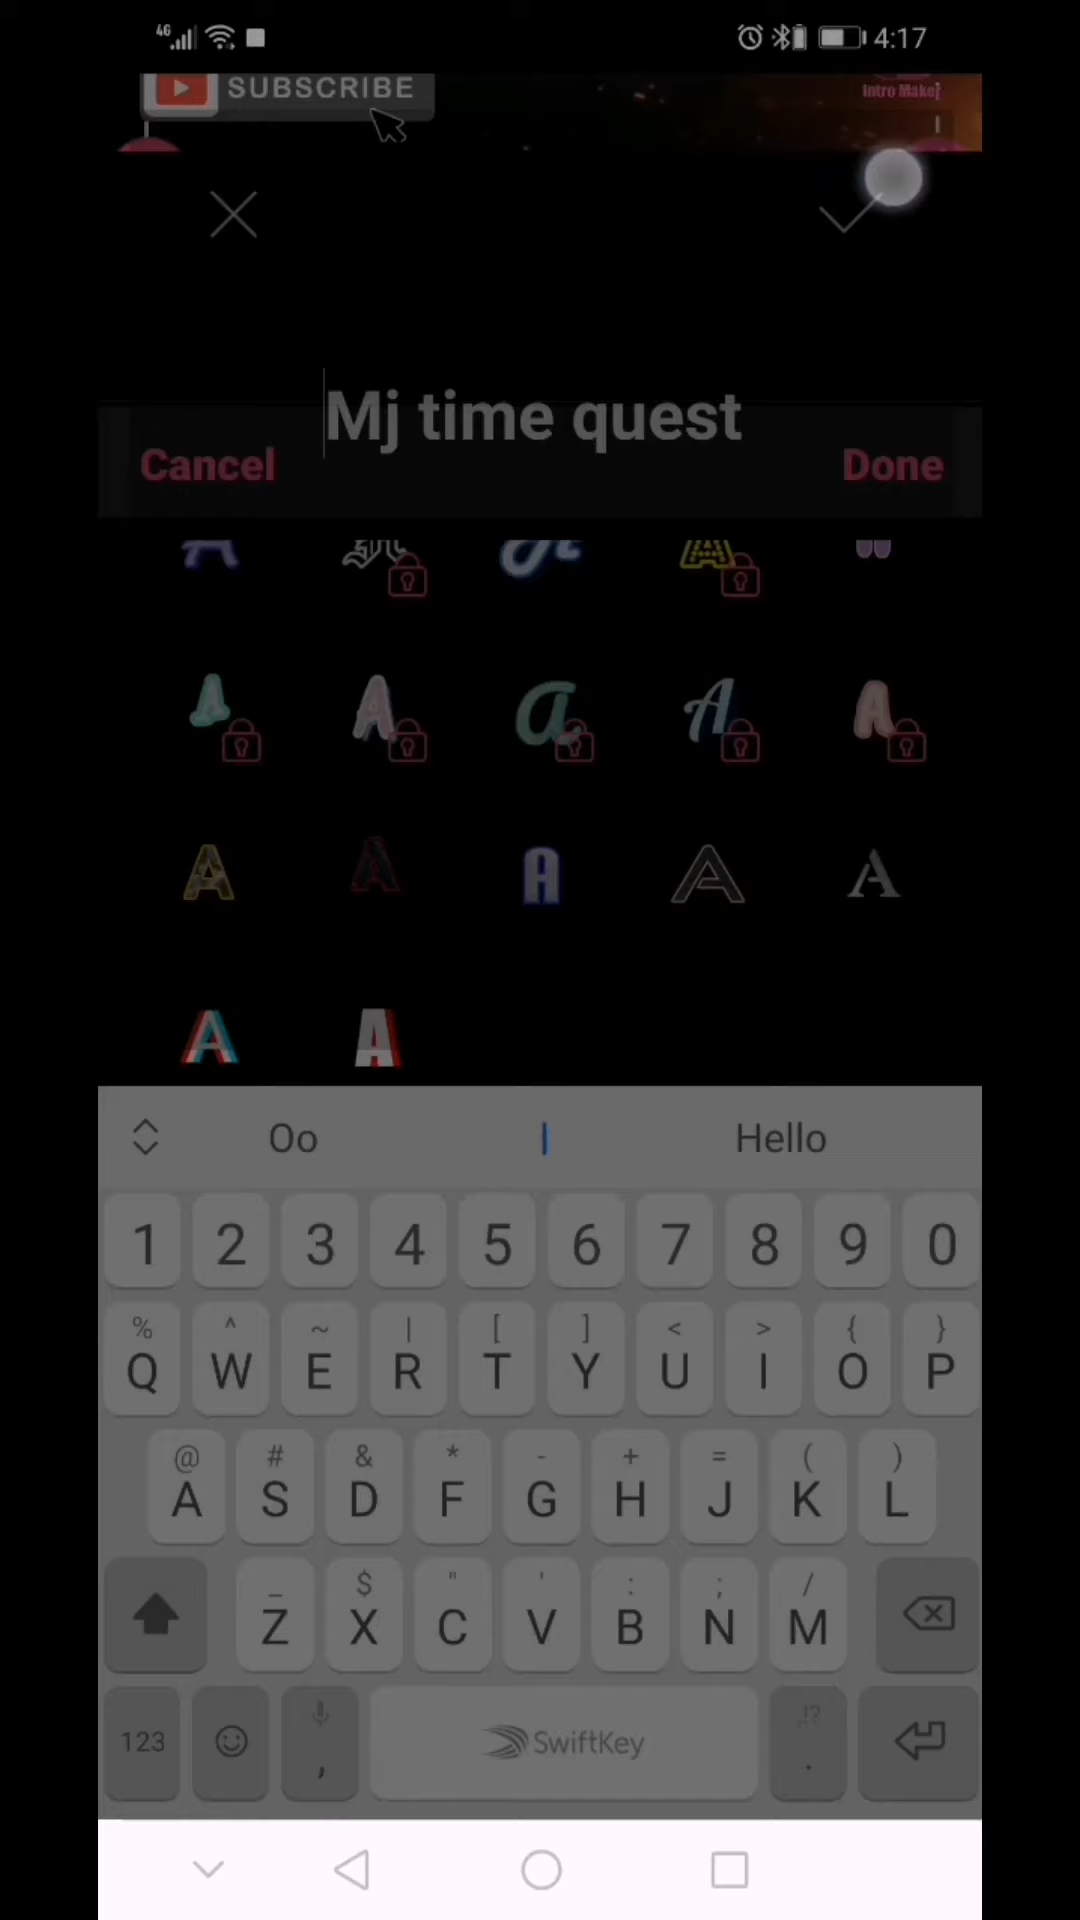 4G 4:17
SUBSCRIBE
Intro Maker
Mj time quest
Cancel Done
A A A A
A A A A A
A A A A A
A A
Oo | Hello
1 2 3 4 5 6 7 8 9 0
% ^ ~ | [ ] < > { }
Q W E R T Y U I O P
@ # & * - + = ( )
A S D F G H J K L
_ $ " ' : ; /
Z X C V B N M
,!?
123 , SwiftKey .